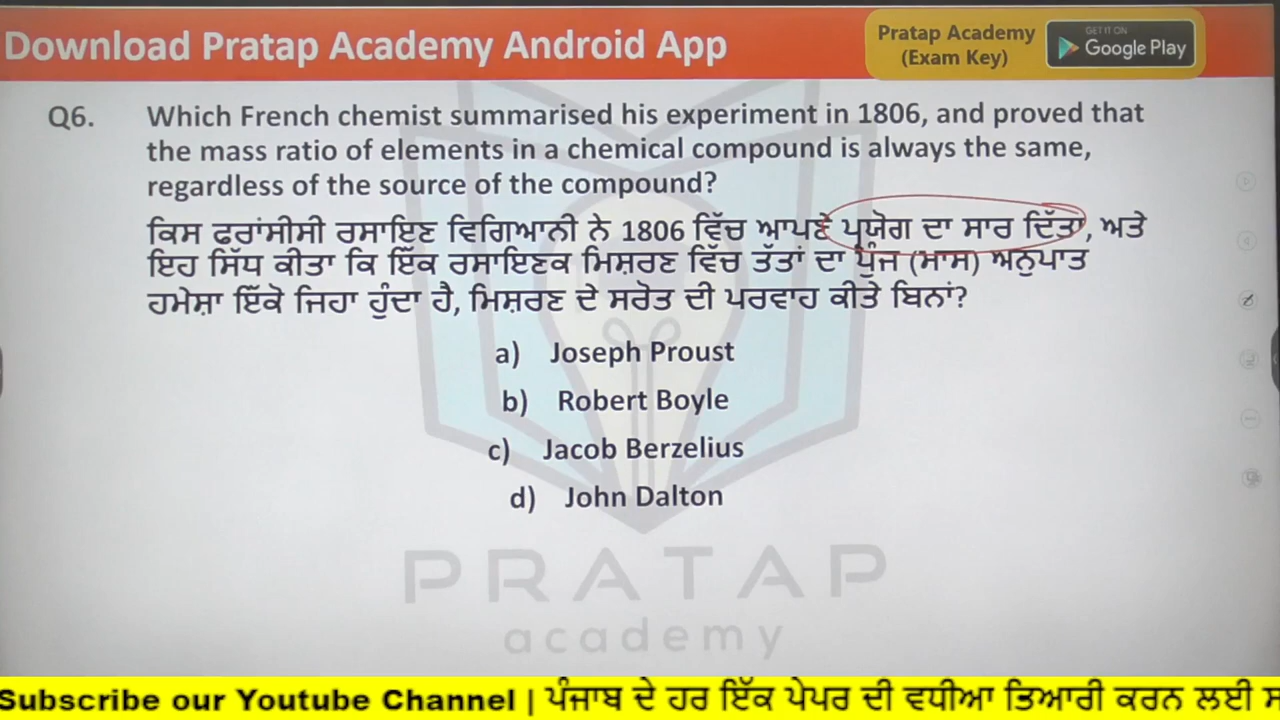 Download Pratap Academy Android App
Pratap Academy
(Exam Key)
GET IT ON
Google Play
Q6. Which French chemist summarised his experiment in 1806, and proved that
the mass ratio of elements in a chemical compound is always the same,
regardless of the source of the compound?
ਕਿਸ ਫਰਾਂਸੀਸੀ ਰਸਾਇਣ ਵਿਗਿਆਨੀ ਨੇ 1806 ਵਿੱਚ ਆਪਣੇ ਪ੍ਰਯੋਗ ਦਾ ਸਾਰ ਦਿੱਤਾ, ਅਤੇ
ਇਹ ਸਿੱਧ ਕੀਤਾ ਕਿ ਇੱਕ ਰਸਾਇਣਕ ਮਿਸ਼ਰਣ ਵਿੱਚ ਤੱਤਾਂ ਦਾ ਪੁੰਜ (ਮਾਸ) ਅਨੁਪਾਤ
ਹਮੇਸ਼ਾ ਇੱਕੋ ਜਿਹਾ ਹੁੰਦਾ ਹੈ, ਮਿਸ਼ਰਣ ਦੇ ਸਰੋਤ ਦੀ ਪਰਵਾਹ ਕੀਤੇ ਬਿਨਾਂ?
a) Joseph Proust
b) Robert Boyle
c) Jacob Berzelius
d) John Dalton
PRATAP
academy
Subscribe our Youtube Channel | ਪੰਜਾਬ ਦੇ ਹਰ ਇੱਕ ਪੇਪਰ ਦੀ ਵਧੀਆ ਤਿਆਰੀ ਕਰਨ ਲਈ